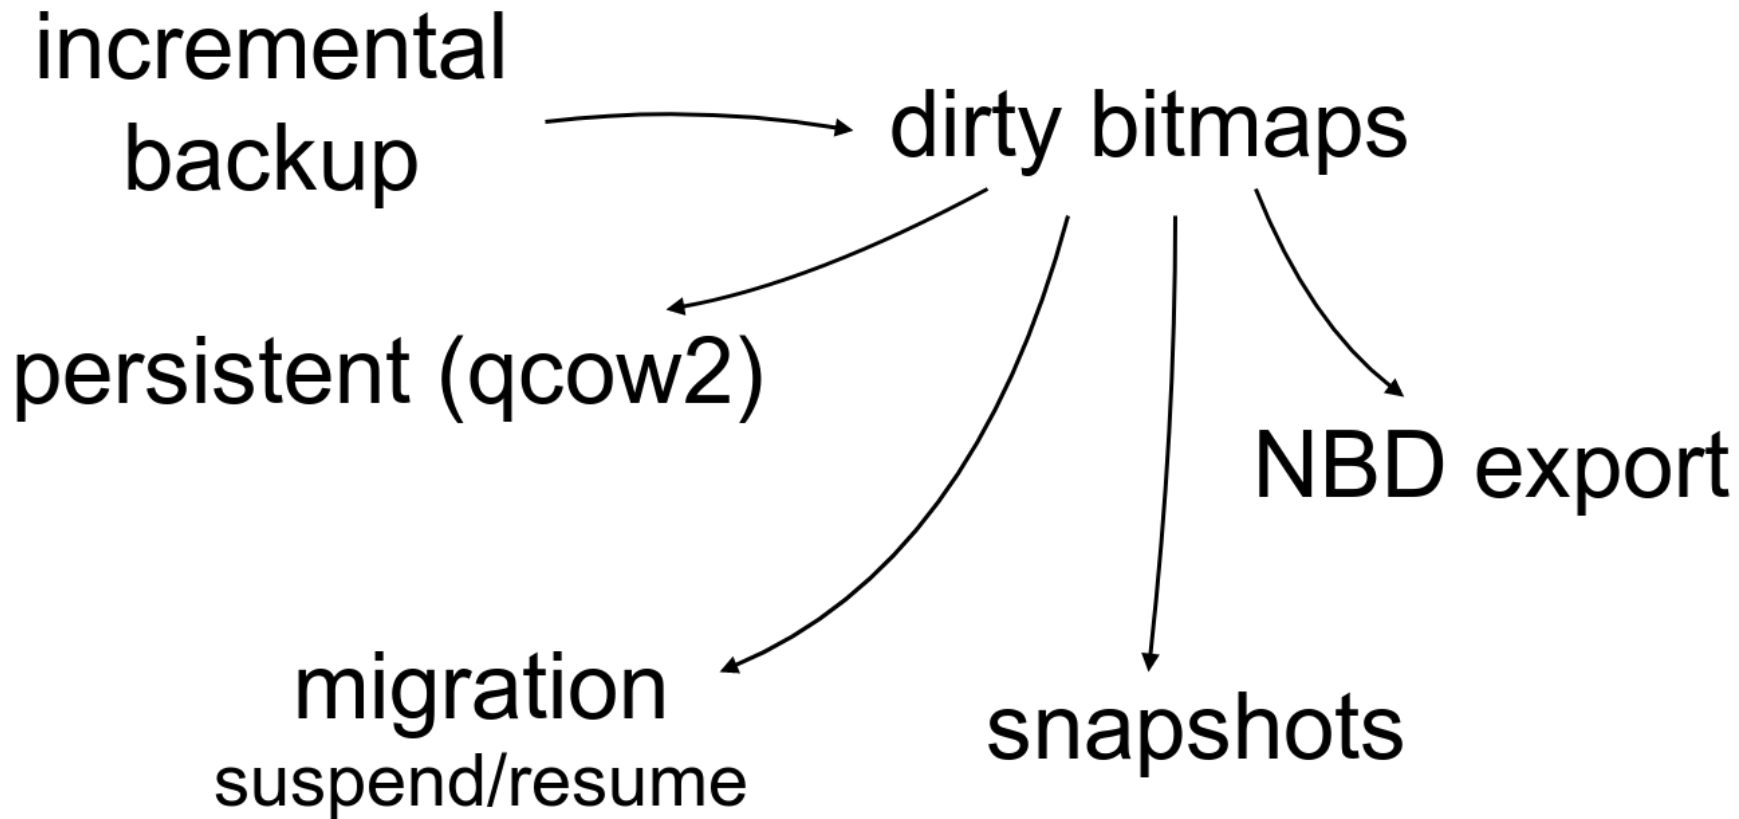 incremental
backup
dirty bitmaps
persistent (qcow2)
NBD export
migration
suspend/resume
snapshots